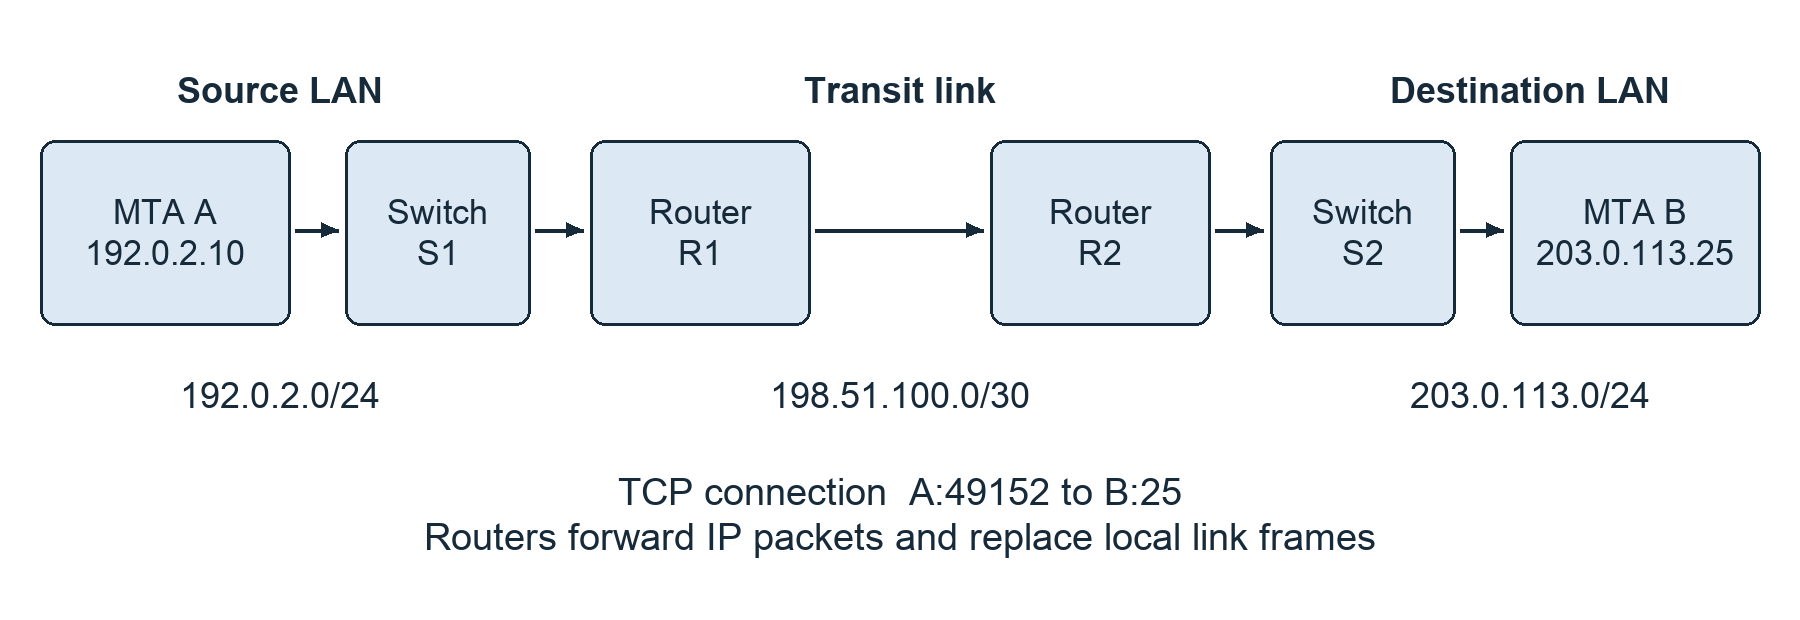 Source LAN
Transit link
Destination LAN
MTA A
192.0.2.10
Switch
S1
Router
R1
Router
R2
Switch
S2
MTA B
203.0.113.25
192.0.2.0/24
198.51.100.0/30
203.0.113.0/24
TCP connection  A:49152 to B:25
Routers forward IP packets and replace local link frames